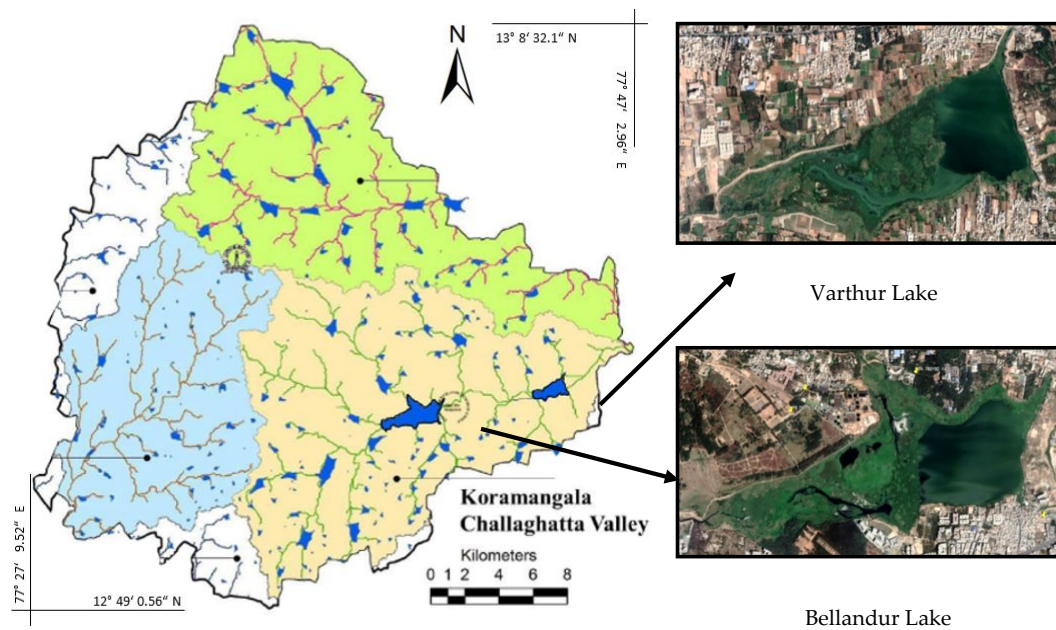 N
13° 8‘ 32.1“ N
77° 47‘ 2.96“ E
Varthur Lake
Koramangala
Challaghatta Valley
Kilometers
0 1 2 4 6 8
77° 27‘ 9.52“ E
12° 49‘ 0.56“ N
Bellandur Lake